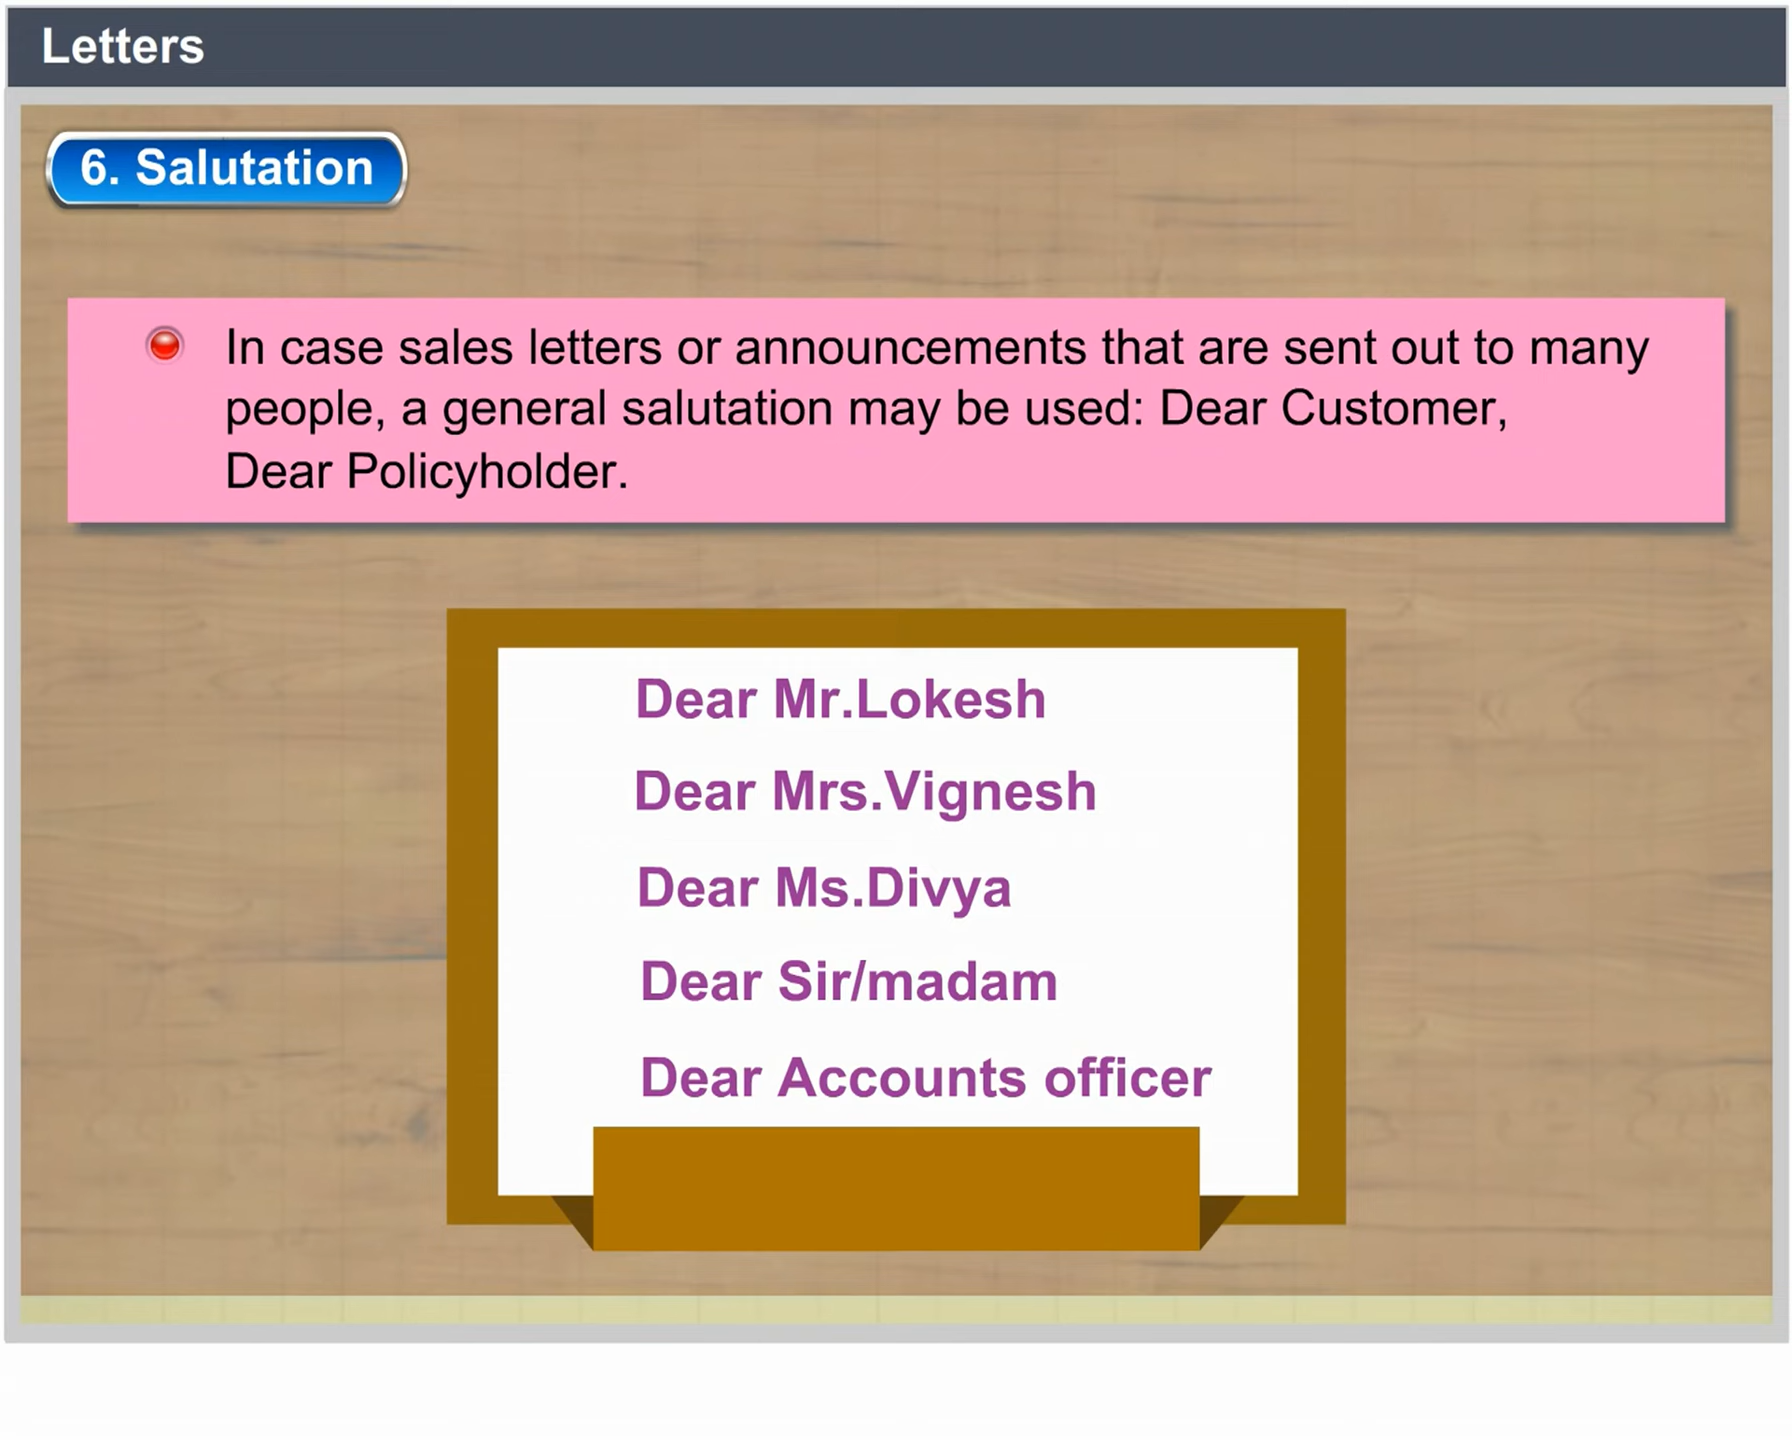 Letters
6. Salutation
In case sales letters or announcements that are sent out to many
people, a general salutation may be used: Dear Customer,
Dear Policyholder.
Dear Mr.Lokesh
Dear Mrs.Vignesh
Dear Ms.Divya
Dear Sir/madam
Dear Accounts officer